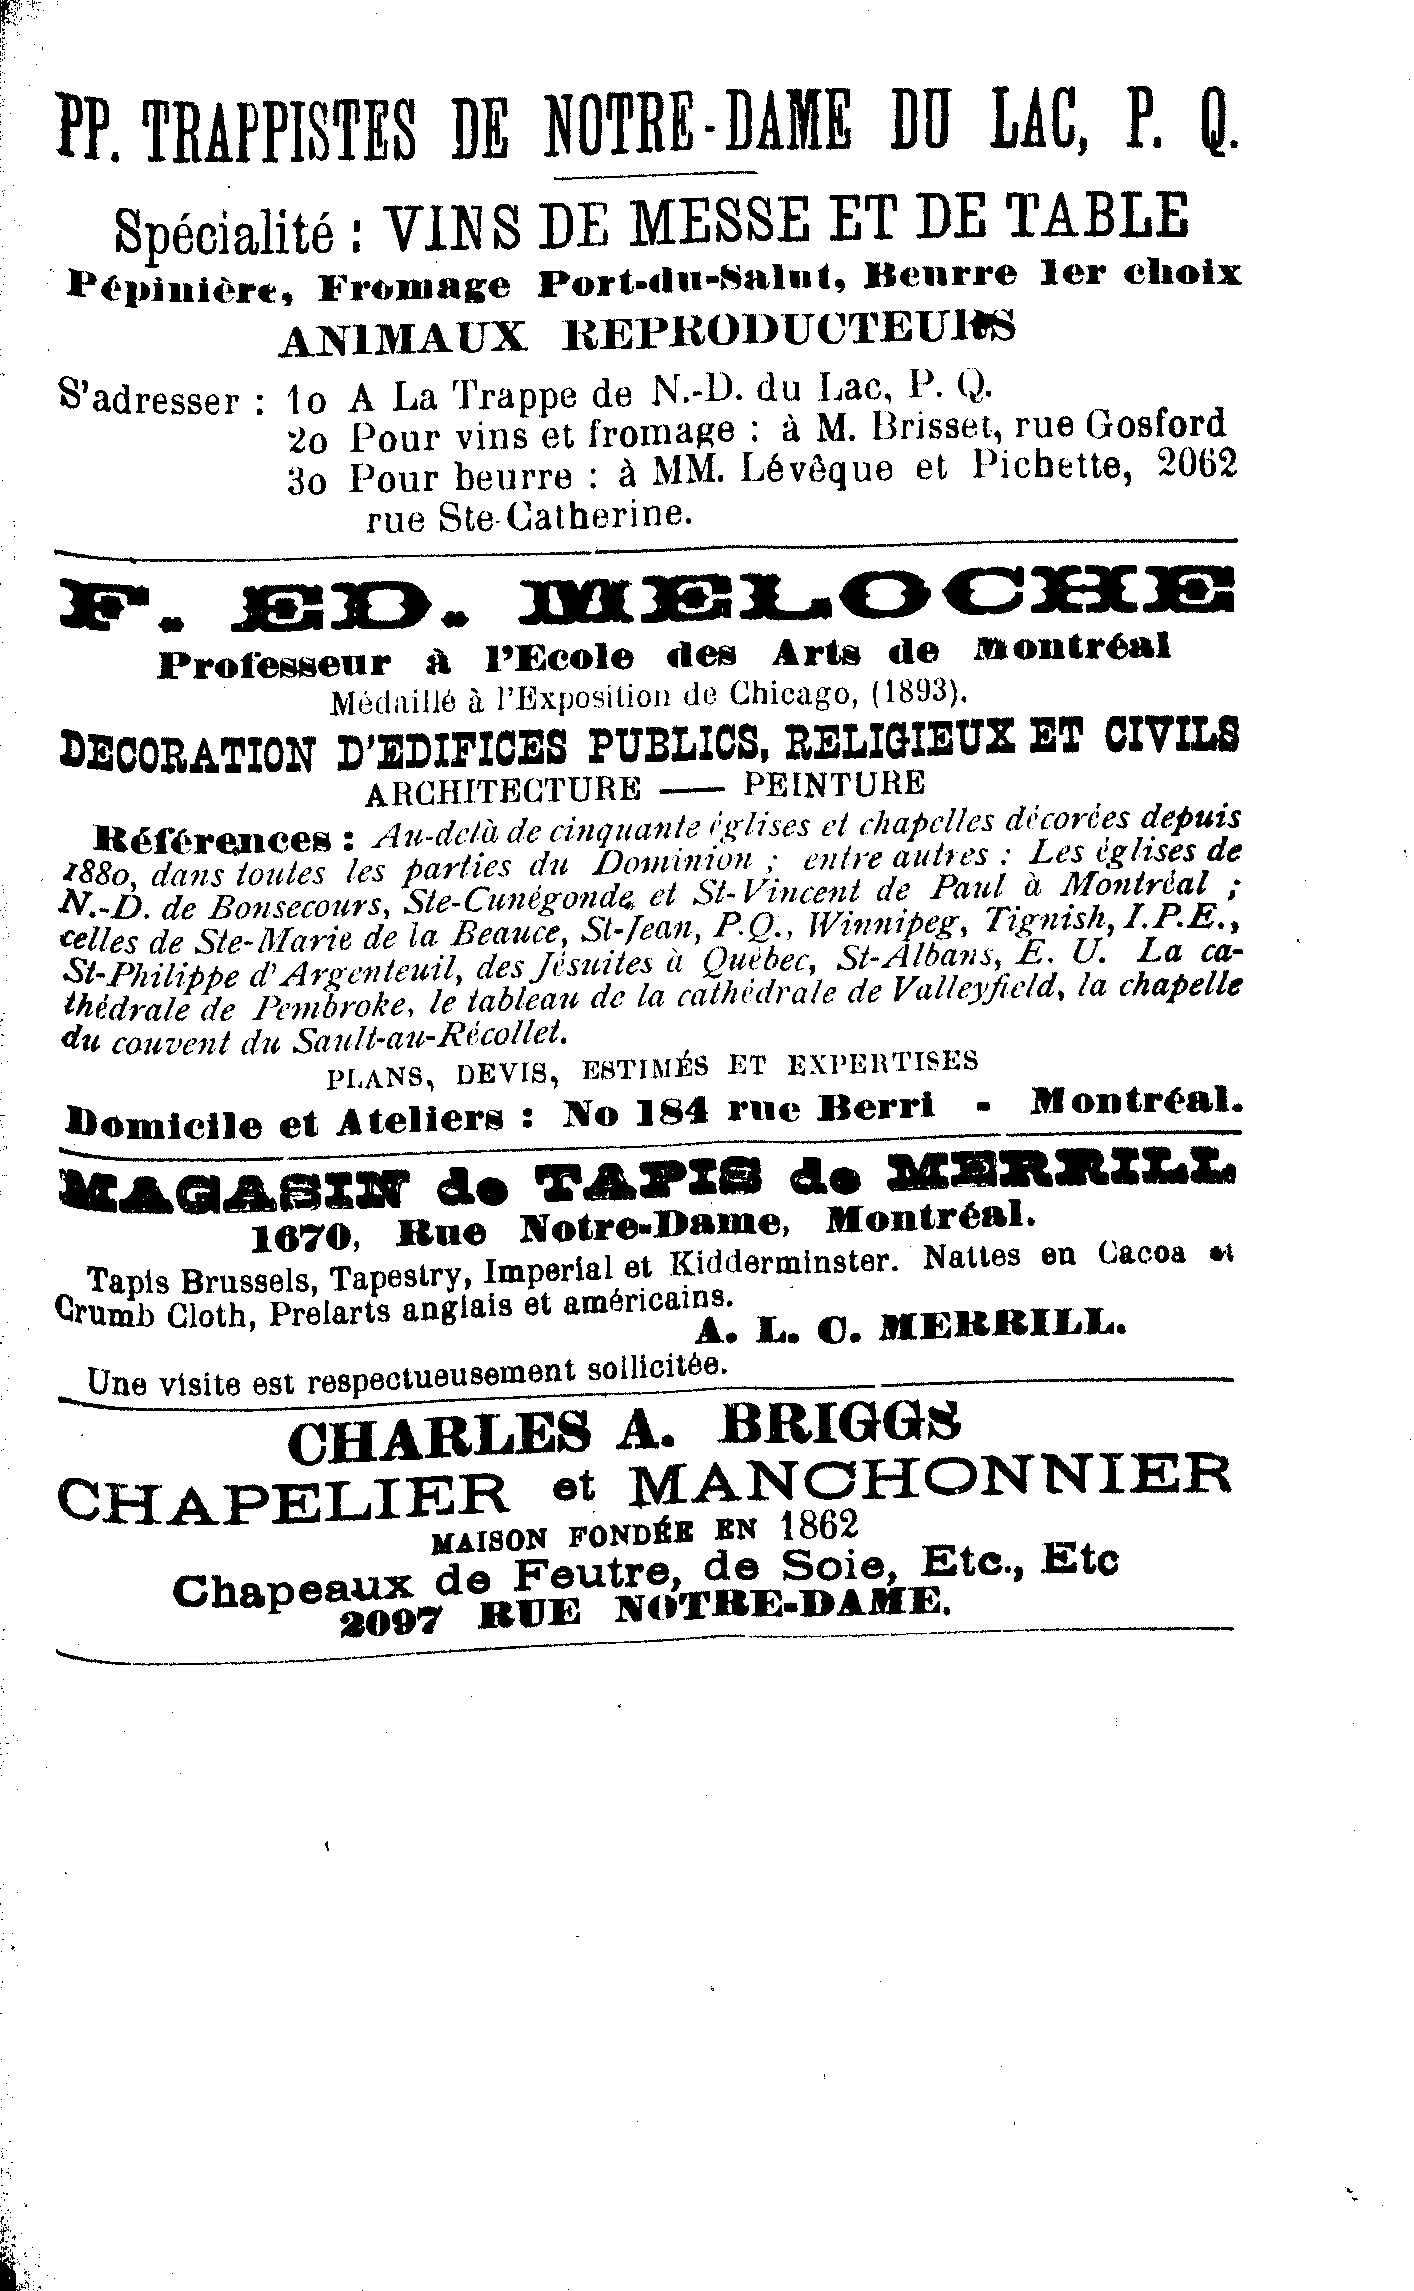 PP. TRAPPISTES DE NOTRE-DAME DU LAC, P. Q.
Spécialité : VINS DE MESSE ET DE TABLE
Pépinière, Fromage Port-du-Salut, Beurre 1er choix
ANIMAUX REPRODUCTEURS
S'adresser : 1o A La Trappe de N.-D. du Lac, P. Q.
2o Pour vins et fromage : à M. Brisset, rue Gosford
3o Pour beurre : à MM. Lévêque et Pichette, 2062
rue Ste-Catherine.
F. ED. MELOCHE
Professeur à l'Ecole des Arts de Montréal
Médaillé à l'Exposition de Chicago, (1893).
DECORATION D'EDIFICES PUBLICS, RELIGIEUX ET CIVILS
ARCHITECTURE — PEINTURE
Références : Au-delà de cinquante églises et chapelles décorées depuis
1880, dans toutes les parties du Dominion ; entre autres : Les églises de
N.-D. de Bonsecours, Ste-Cunégonde, et St-Vincent de Paul à Montréal ;
celles de Ste-Marie de la Beauce, St-Jean, P.Q., Winnipeg, Tignish, I.P.E.,
St-Philippe d'Argenteuil, des Jésuites à Québec, St-Albans, E. U. La ca-
thédrale de Pembroke, le tableau de la cathédrale de Valleyfield, la chapelle
du couvent du Sault-au-Récollet.
PLANS, DEVIS, ESTIMÉS ET EXPERTISES
Domicile et Ateliers : No 184 rue Berri - Montréal.
MAGASIN de TAPIS de MERRILL
1670, Rue Notre-Dame, Montréal.
Tapis Brussels, Tapestry, Imperial et Kidderminster. Nattes en Cacoa et
Crumb Cloth, Prelarts anglais et américains.
A. L. C. MERRILL.
Une visite est respectueusement sollicitée.
CHARLES A. BRIGGS
CHAPELIER et MANCHONNIER
MAISON FONDÉE EN 1862
Chapeaux de Feutre, de Soie, Etc., Etc
2097 RUE NOTRE-DAME.